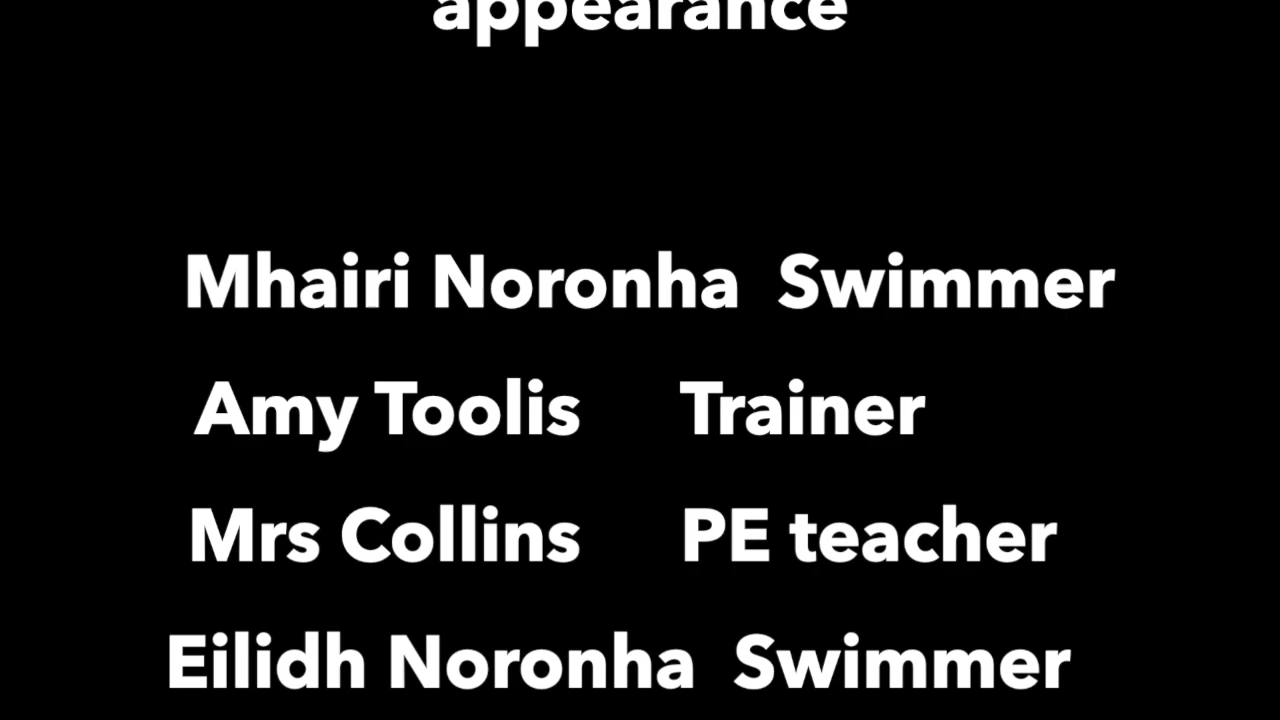 appearance
Mhairi Noronha Swimmer
Amy Toolis Trainer
Mrs Collins PE teacher
Eilidh Noronha Swimmer